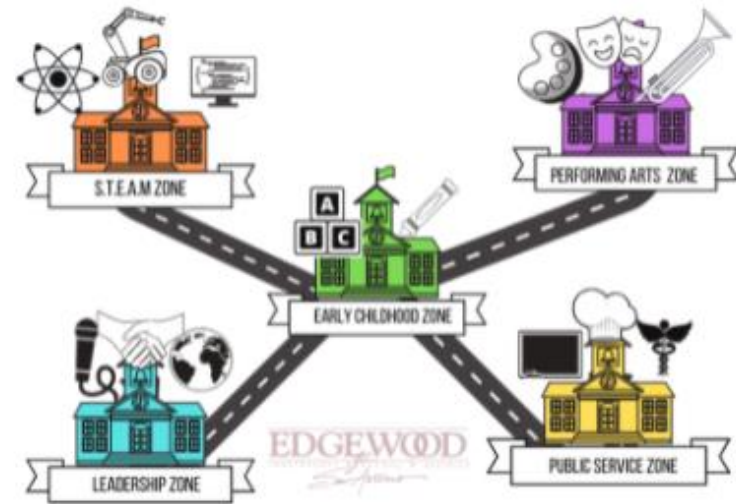 S.T.E.A.M ZONE
PERFORMING ARTS ZONE
A
B C
EARLY CHILDHOOD ZONE
LEADERSHIP ZONE
EDGEWOOD
PUBLIC SERVICE ZONE